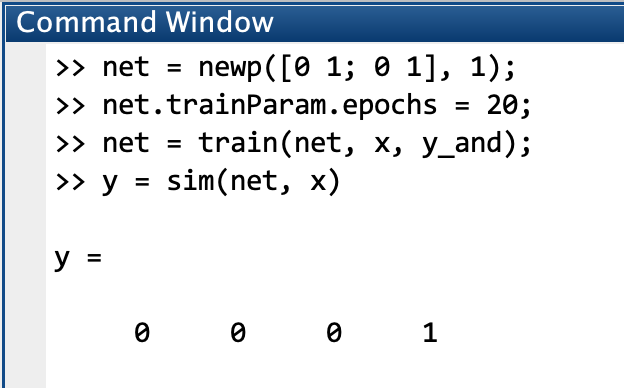 Command Window
>> net = newp([0 1; 0 1], 1);
>> net.trainParam.epochs = 20;
>> net = train(net, x, y_and);
>> y = sim(net, x)
y =
0 0 0 1